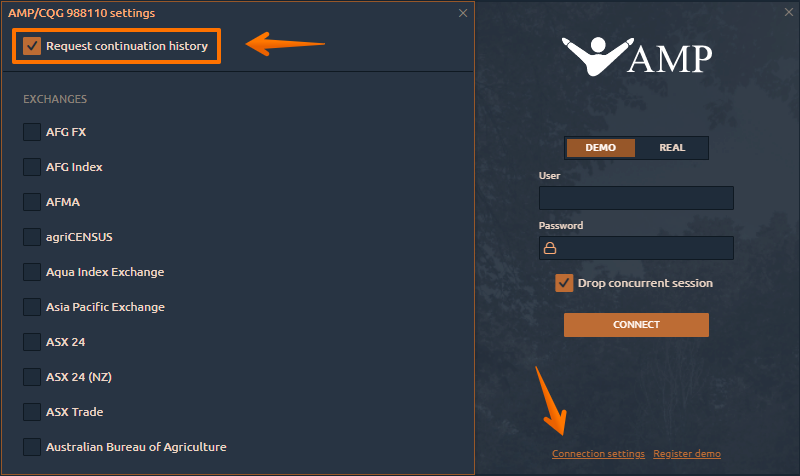 AMP/CQG 988110 settings
Request continuation history
EXCHANGES
AFG FX
AFG Index
AFMA
agriCENSUS
Aqua Index Exchange
Asia Pacific Exchange
ASX 24
ASX 24 (NZ)
ASX Trade
Australian Bureau of Agriculture
AMP
DEMO REAL
User
Password
Drop concurrent session
CONNECT
Connection settings Register demo